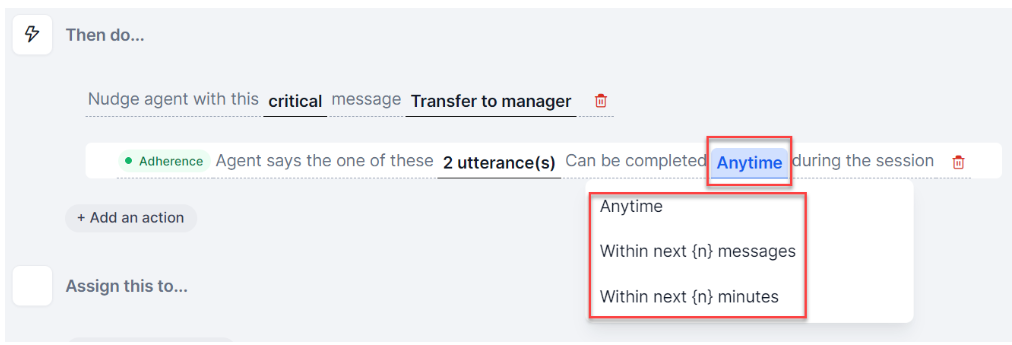 Then do...
Nudge agent with this critical message Transfer to manager
Adherence Agent says the one of these 2 utterance(s) Can be completed Anytime during the session
Anytime
+ Add an action
Within next {n} messages
Assign this to...
Within next {n} minutes